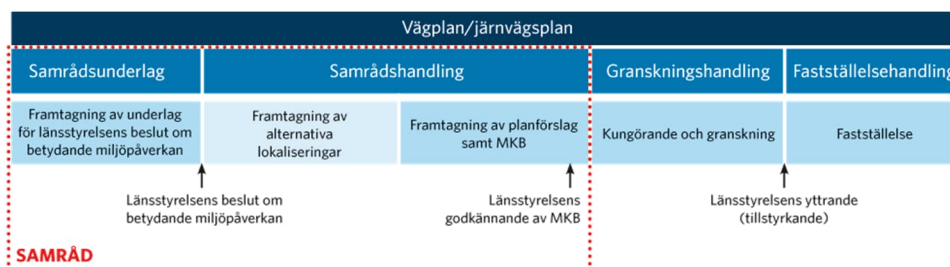 Vägplan/järnvägsplan
Samrådsunderlag
Samrådshandling
Granskningshandling
Fastställelsehandling
Framtagning av underlag
för länsstyrelsens beslut om
betydande miljöpåverkan
Framtagning av
alternativa
lokaliseringar
Framtagning av planförslag
samt MKB
Kungörande och granskning
Fastställelse
Länsstyrelsens beslut om
betydande miljöpåverkan
Länsstyrelsens
godkännande av MKB
Länsstyrelsens yttrande
(tillstyrkande)
SAMRÅD